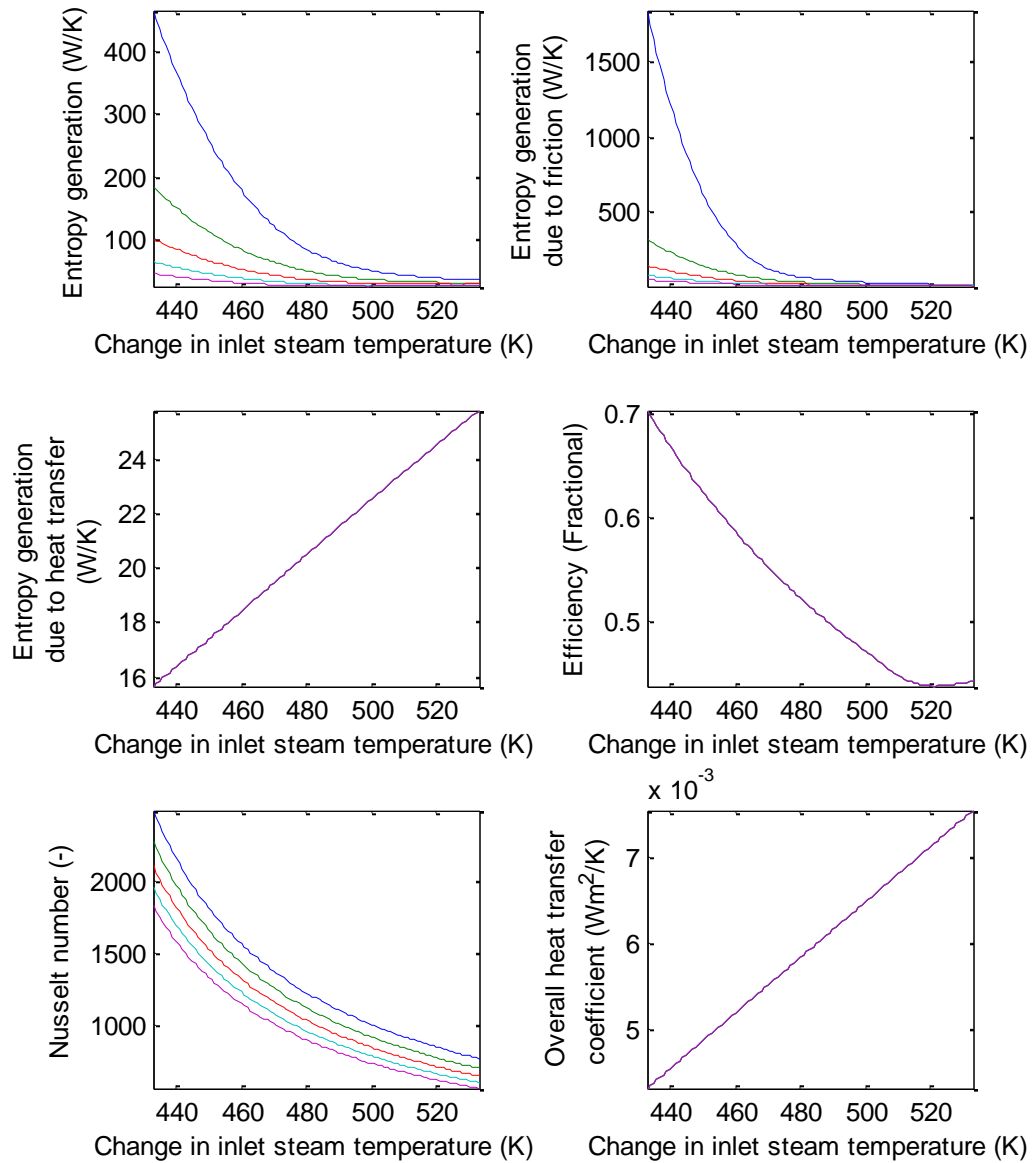 Entropy generation (W/K)
400
300
200
100
440 460 480 500 520
Change in inlet steam temperature (K)
Entropy generation
due to friction (W/K)
1500
1000
500
440 460 480 500 520
Change in inlet steam temperature (K)
Entropy generation
due to heat transfer
(W/K)
24
22
20
18
16
440 460 480 500 520
Change in inlet steam temperature (K)
Efficiency (Fractional)
0.7
0.6
0.5
440 460 480 500 520
Change in inlet steam temperature (K)
Nusselt number (-)
2000
1500
1000
440 460 480 500 520
Change in inlet steam temperature (K)
x 10⁻³
Overall heat transfer
coefficient (Wm²/K)
7
6
5
440 460 480 500 520
Change in inlet steam temperature (K)